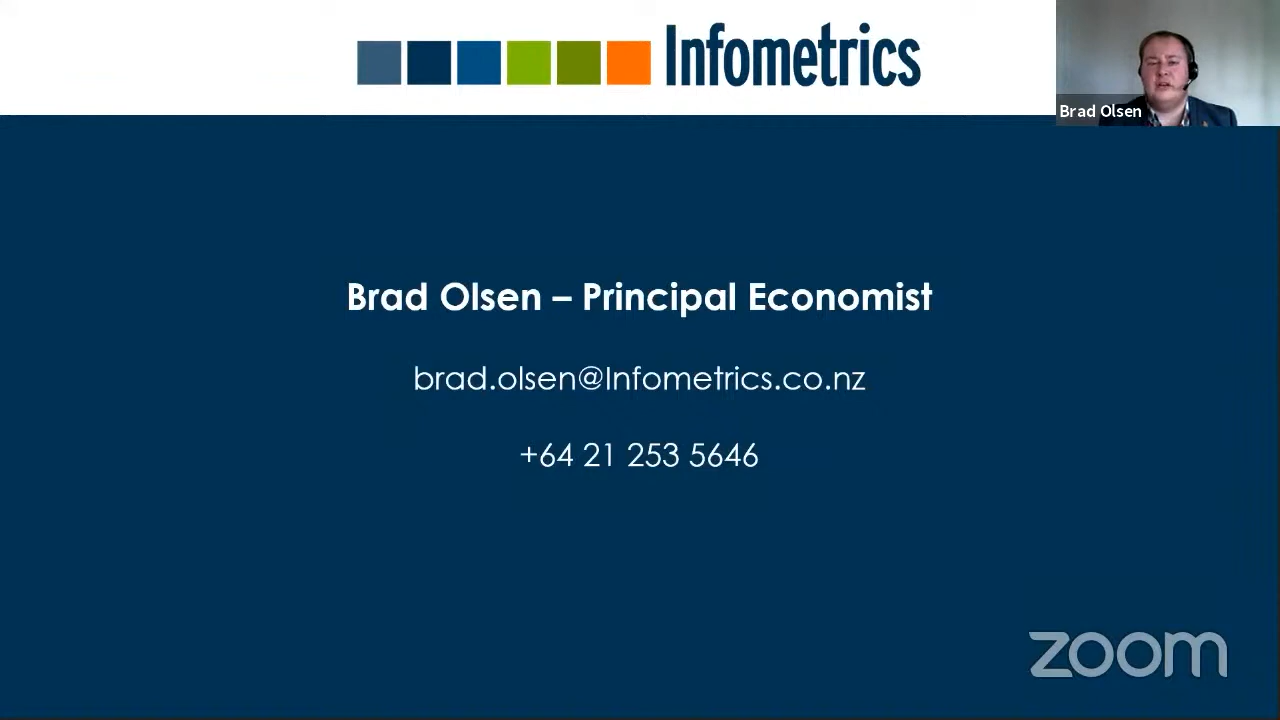 Infometrics
Brad Olsen
Brad Olsen – Principal Economist
brad.olsen@Infometrics.co.nz
+64 21 253 5646
zoom